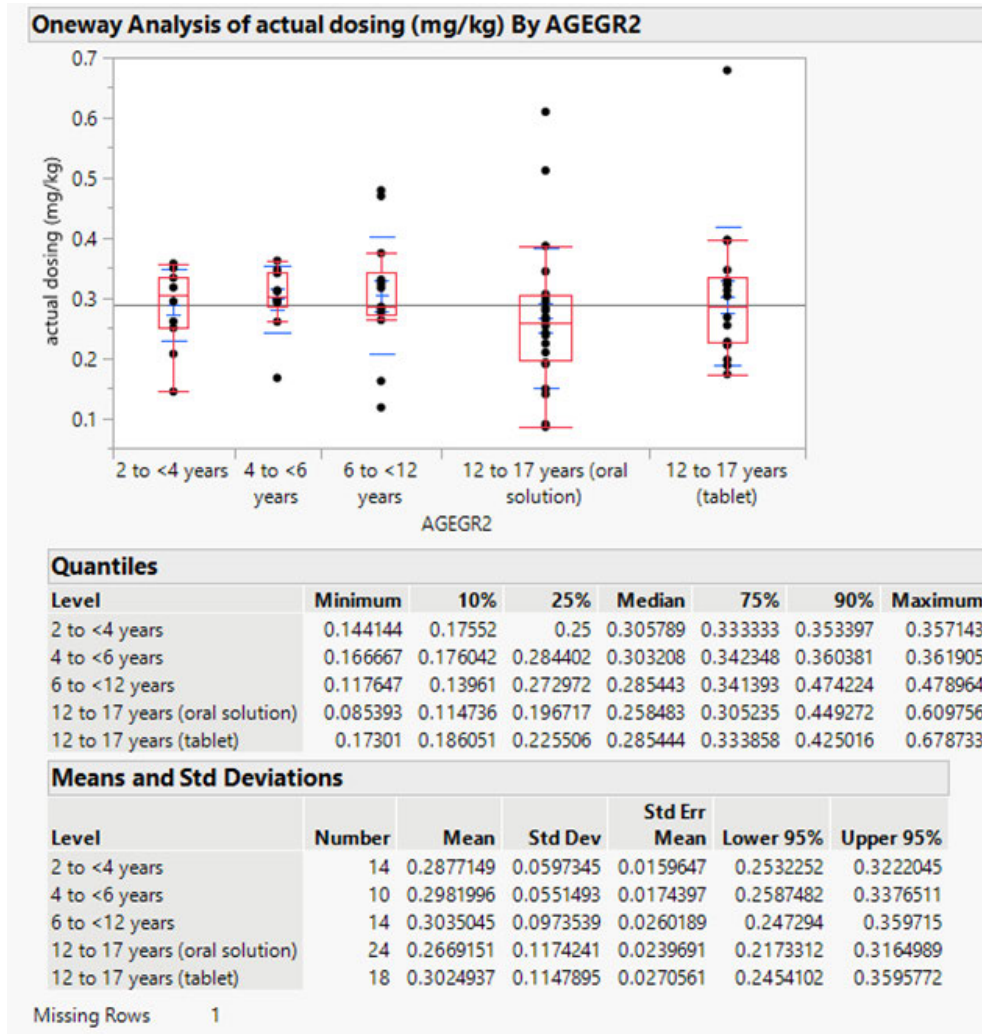 Oneway Analysis of actual dosing (mg/kg) By AGEGR2
0.7
0.6
0.5
0.4
0.3
0.2
0.1
actual dosing (mg/kg)
2 to <4 years 4 to <6 6 to <12 12 to 17 years (oral 12 to 17 years
years years solution) (tablet)
AGEGR2
Quantiles
Level Minimum 10% 25% Median 75% 90% Maximum
2 to <4 years 0.144144 0.17552 0.25 0.305789 0.333333 0.353397 0.357143
4 to <6 years 0.166667 0.176042 0.284402 0.303208 0.342348 0.360381 0.361905
6 to <12 years 0.117647 0.13961 0.272972 0.285443 0.341393 0.474224 0.478964
12 to 17 years (oral solution) 0.085393 0.114736 0.196717 0.258483 0.305235 0.449272 0.609756
12 to 17 years (tablet) 0.17301 0.186051 0.225506 0.285444 0.333858 0.425016 0.678733
Means and Std Deviations
Std Err
Level Number Mean Std Dev Mean Lower 95% Upper 95%
2 to <4 years 14 0.2877149 0.0597345 0.0159647 0.2532252 0.3222045
4 to <6 years 10 0.2981996 0.0551493 0.0174397 0.2587482 0.3376511
6 to <12 years 14 0.3035045 0.0973539 0.0260189 0.247294 0.359715
12 to 17 years (oral solution) 24 0.2669151 0.1174241 0.0239691 0.2173312 0.3164989
12 to 17 years (tablet) 18 0.3024937 0.1147895 0.0270561 0.2454102 0.3595772
Missing Rows 1